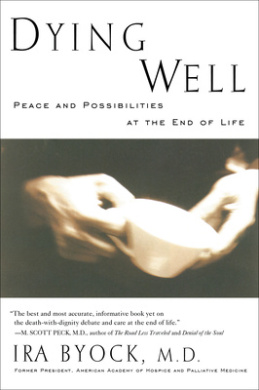 DYING
WELL
PEACE AND POSSIBILITIES
AT THE END OF LIFE
"The best and most accurate, informative book yet on
the death-with-dignity debate and care at the end of life."
—M. SCOTT PECK, M.D., author of The Road Less Traveled and Denial of the Soul
IRA BYOCK, M.D.
FORMER PRESIDENT, AMERICAN ACADEMY OF HOSPICE AND PALLIATIVE MEDICINE